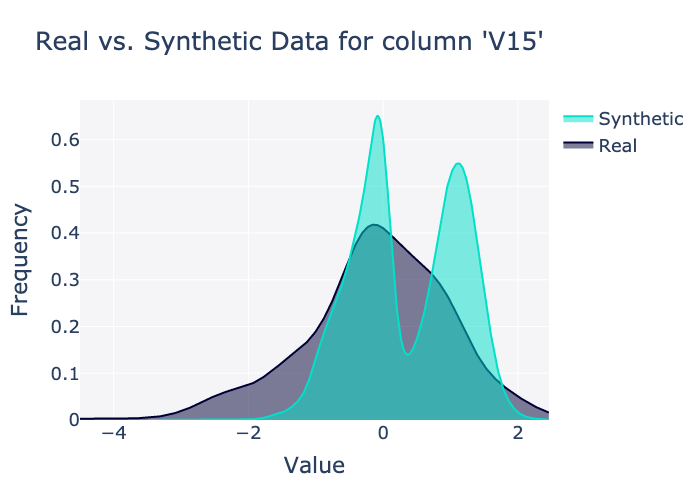 Real vs. Synthetic Data for column 'V15'
Synthetic
Real
Frequency
0.6
0.5
0.4
0.3
0.2
0.1
0
−4
−2
0
2
Value